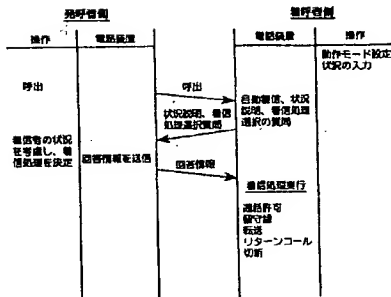 発呼者側
着呼者側
操作
電話装置
電話装置
操作
動作モード設定
状況の入力
呼出
呼出
自動着信、状況
説明、着信処理
選択の質問
状況説明、着信
処理選択質問
着信者の状況
を考慮し、着
信処理を決定
回答情報を送信
回答情報
着信処理実行
通話許可
留守録
転送
リターンコール
切断